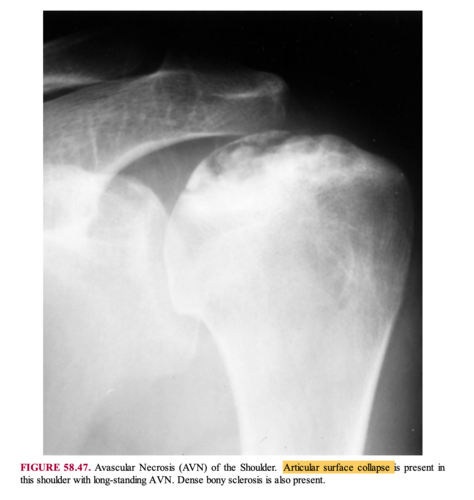 FIGURE 58.47. Avascular Necrosis (AVN) of the Shoulder. Articular surface collapse is present in
this shoulder with long-standing AVN. Dense bony sclerosis is also present.